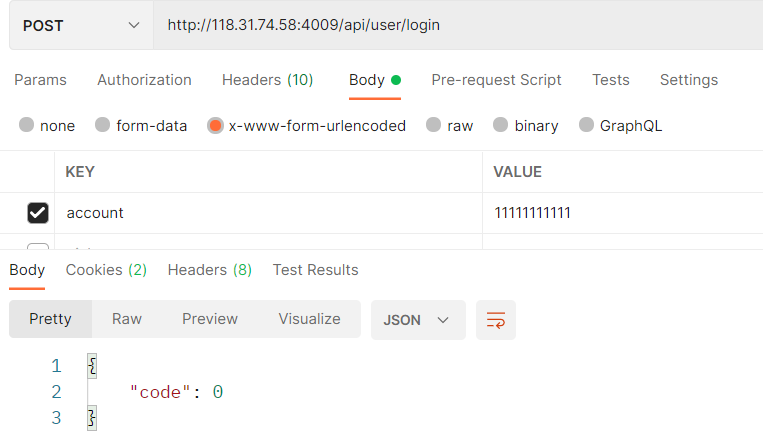 POST http://118.31.74.58:4009/api/user/login
Params Authorization Headers (10) Body Pre-request Script Tests Settings
none form-data x-www-form-urlencoded raw binary GraphQL
KEY VALUE
account 11111111111
Body Cookies (2) Headers (8) Test Results
Pretty Raw Preview Visualize JSON
1 {
2 "code": 0
3 }